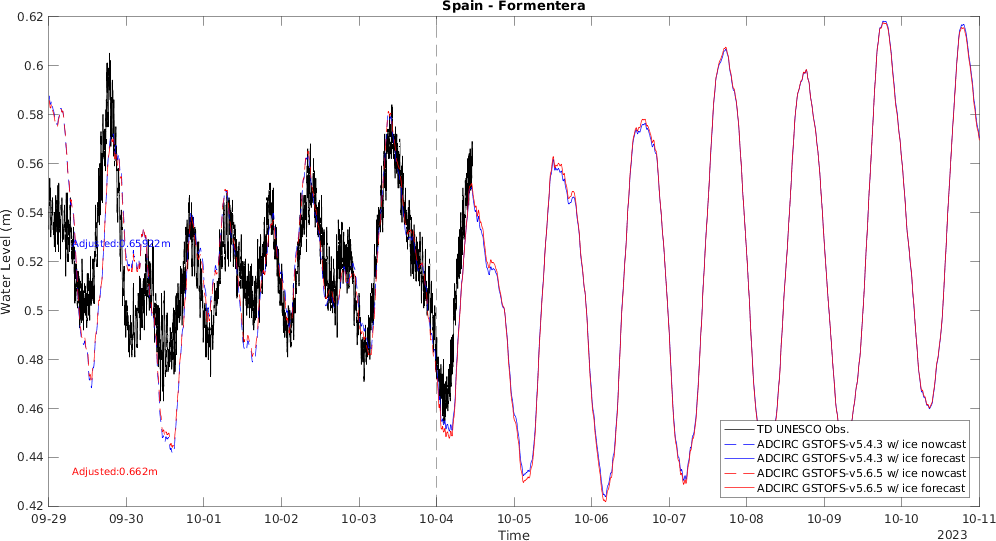 Spain - Formentera
0.62
0.6
0.58
0.56
0.54
0.52
0.5
0.48
0.46
0.44
0.42
Water Level (m)
Adjusted:0.65922m
Adjusted:0.662m
TD UNESCO Obs.
ADCIRC GSTOFS-v5.4.3 w/ ice nowcast
ADCIRC GSTOFS-v5.4.3 w/ ice forecast
ADCIRC GSTOFS-v5.6.5 w/ ice nowcast
ADCIRC GSTOFS-v5.6.5 w/ ice forecast
09-29 09-30 10-01 10-02 10-03 10-04 10-05 10-06 10-07 10-08 10-09 10-10 10-11
Time
2023